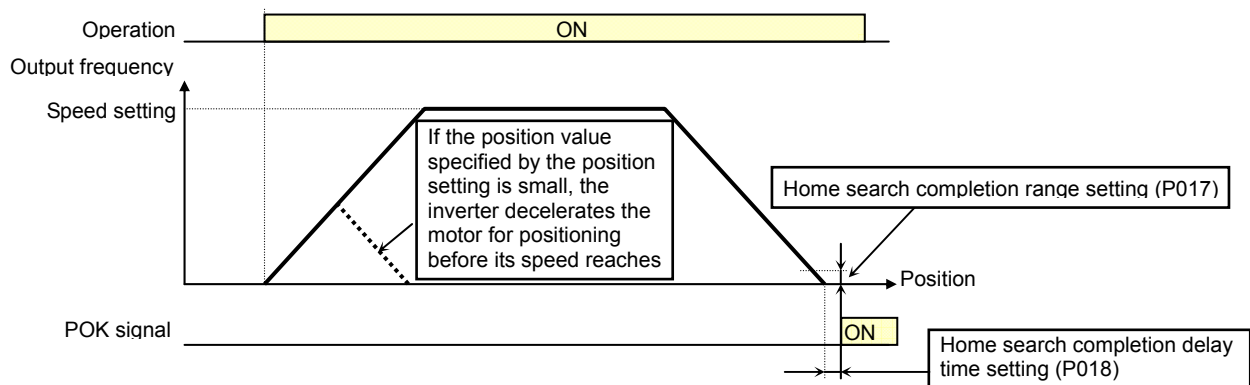 Operation
ON
Output frequency
Speed setting
If the position value
specified by the position
setting is small, the
inverter decelerates the
motor for positioning
before its speed reaches
Home search completion range setting (P017)
Position
POK signal
ON
Home search completion delay
time setting (P018)